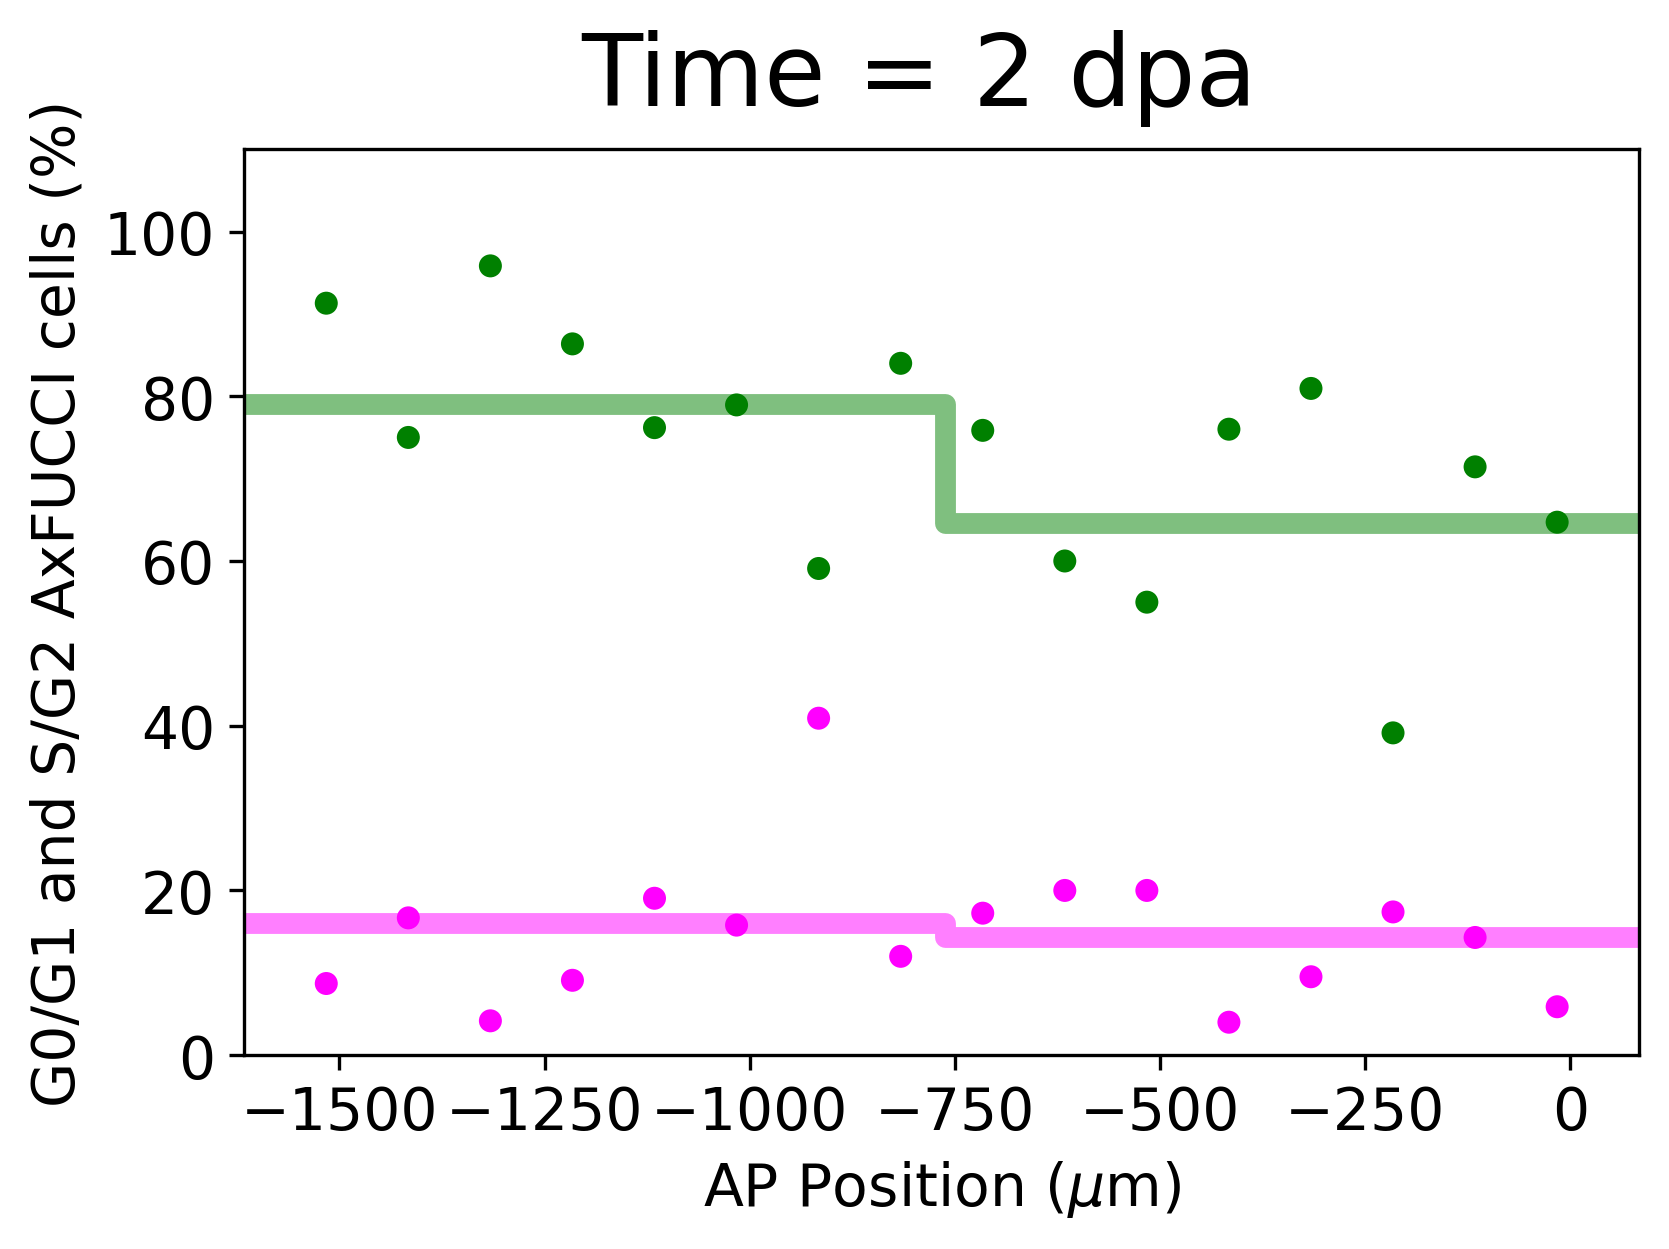 Time = 2 dpa
G0/G1 and S/G2 AxFUCCI cells (%)
100
80
60
40
20
0
−1500 −1250 −1000 −750 −500 −250 0
AP Position (μm)